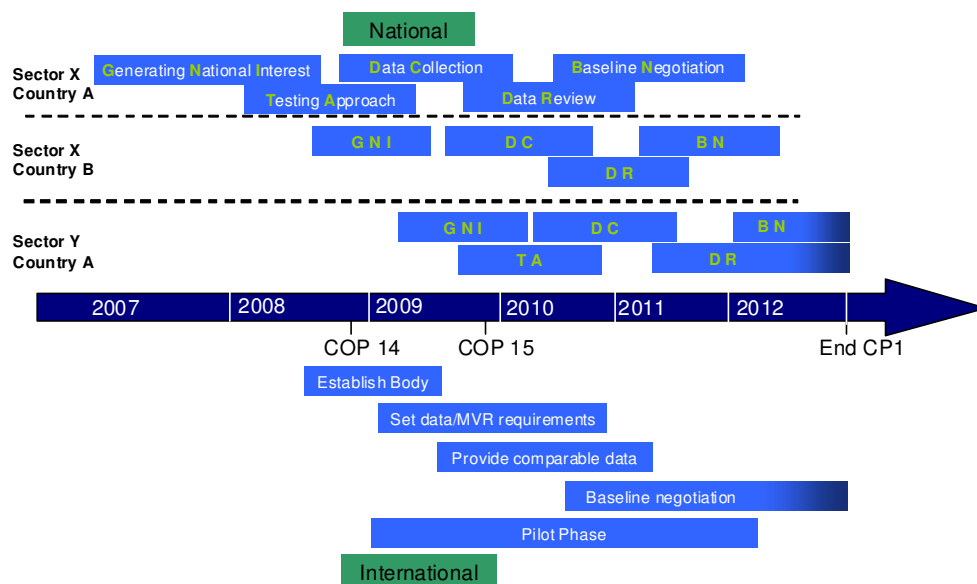 National
Sector X
Country A
Generating National Interest
Data Collection
Baseline Negotiation
Testing Approach
Data Review
Sector X
Country B
G N I
D C
B N
D R
Sector Y
Country A
G N I
D C
B N
T A
D R
2007 2008 2009 2010 2011 2012
COP 14 COP 15 End CP1
Establish Body
Set data/MVR requirements
Provide comparable data
Baseline negotiation
Pilot Phase
International